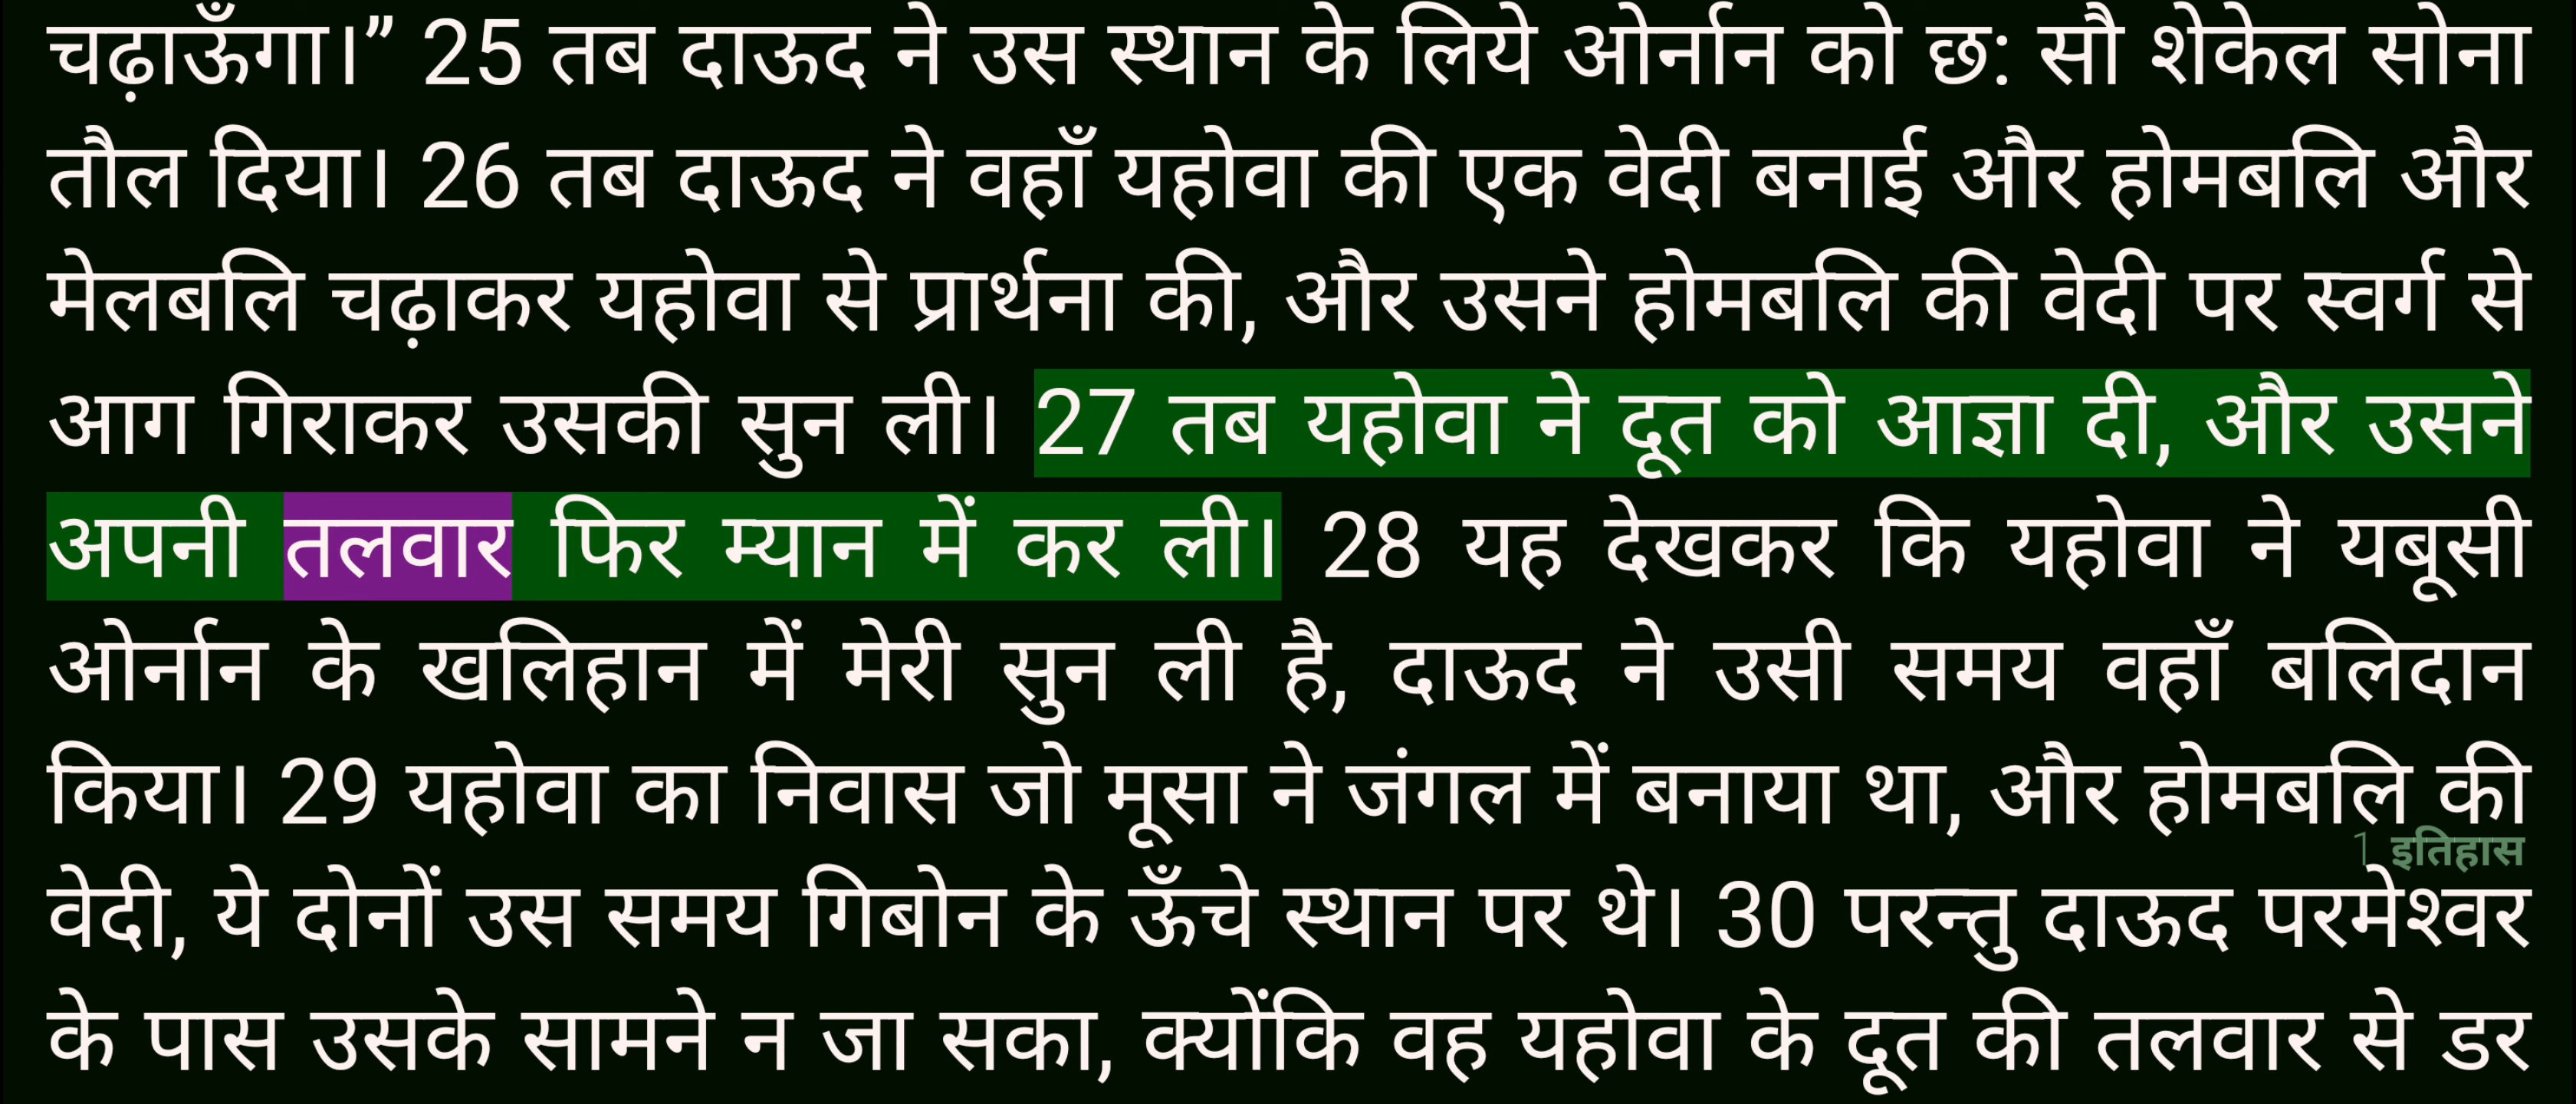 चढ़ाऊँगा।” 25 तब दाऊद ने उस स्थान के लिये ओर्नान को छ: सौ शेकेल सोना
तौल दिया। 26 तब दाऊद ने वहाँ यहोवा की एक वेदी बनाई और होमबलि और
मेलबलि चढ़ाकर यहोवा से प्रार्थना की, और उसने होमबलि की वेदी पर स्वर्ग से
आग गिराकर उसकी सुन ली। 27 तब यहोवा ने दूत को आज्ञा दी, और उसने
अपनी तलवार फिर म्यान में कर ली। 28 यह देखकर कि यहोवा ने यबूसी
ओर्नान के खलिहान में मेरी सुन ली है, दाऊद ने उसी समय वहाँ बलिदान
किया। 29 यहोवा का निवास जो मूसा ने जंगल में बनाया था, और होमबलि की
1 इतिहास
वेदी, ये दोनों उस समय गिबोन के ऊँचे स्थान पर थे। 30 परन्तु दाऊद परमेश्वर
के पास उसके सामने न जा सका, क्योंकि वह यहोवा के दूत की तलवार से डर